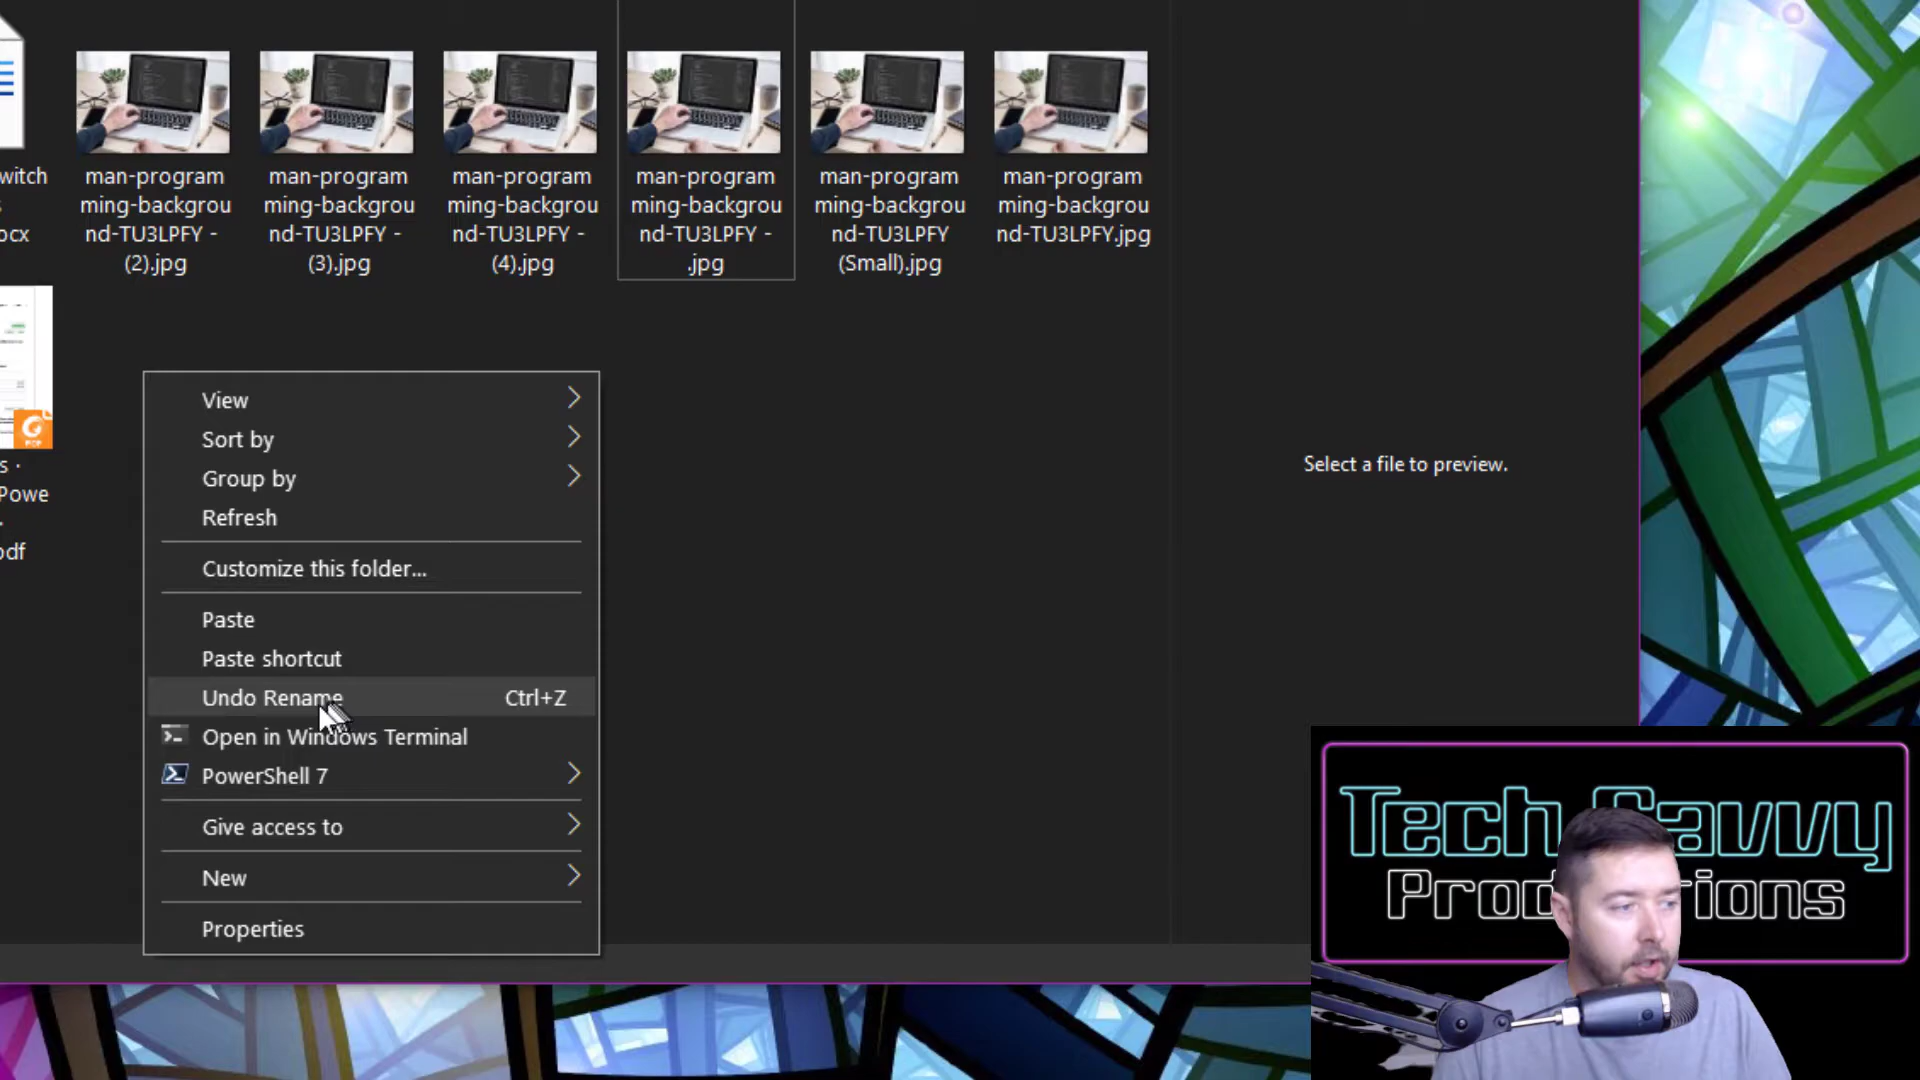 witch
s
ocx
man-program
ming-backgrou
nd-TU3LPFY -
(2).jpg
man-program
ming-backgrou
nd-TU3LPFY -
(3).jpg
man-program
ming-backgrou
nd-TU3LPFY -
(4).jpg
man-program
ming-backgrou
nd-TU3LPFY -
.jpg
man-program
ming-backgrou
nd-TU3LPFY
(Small).jpg
man-program
ming-backgrou
nd-TU3LPFY.jpg
s ·
Powe
.
pdf
View
Sort by
Group by
Refresh
Customize this folder...
Paste
Paste shortcut
Undo Rename Ctrl+Z
Open in Windows Terminal
PowerShell 7
Give access to
New
Properties
Select a file to preview.
Tech Savvy
Productions